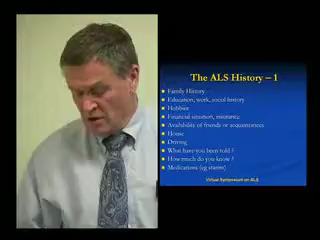 The ALS History – 1
Family History
Education, work, social history
Hobbies
Financial situation, insurance
Availability of friends or acquaintances
House
Driving
What have you been told ?
How much do you know ?
Medications (eg statins)
Virtual Symposium on ALS